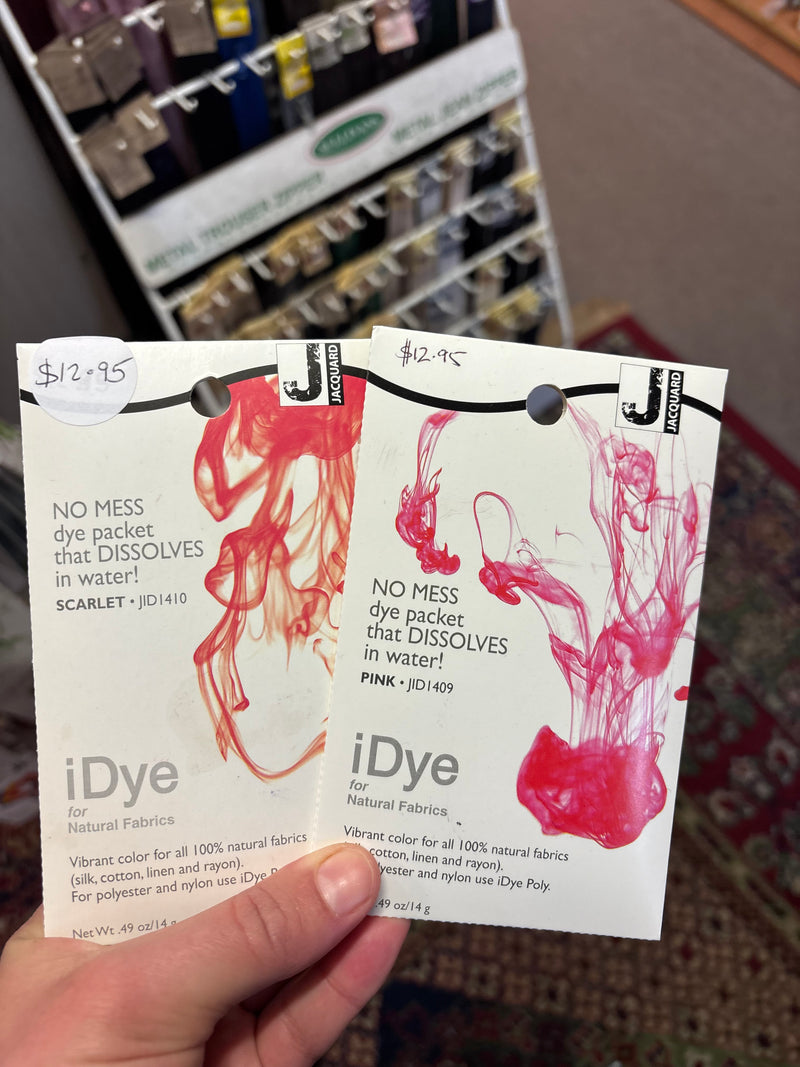 METAL JEAN ZIPPER
METAL TROUSER ZIPPER
$12.95
JACQUARD
NO MESS
dye packet
that DISSOLVES
in water!
SCARLET • JID1410
iDye
for
Natural Fabrics
Vibrant color for all 100% natural fabrics
(silk, cotton, linen and rayon).
For polyester and nylon use iDye
Net Wt .49 oz/14 g
$12.95
JACQUARD
NO MESS
dye packet
that DISSOLVES
in water!
PINK • JID1409
iDye
for
Natural Fabrics
Vibrant color for all 100% natural fabrics
cotton, linen and rayon).
and nylon use iDye Poly.
.49 oz/14 g